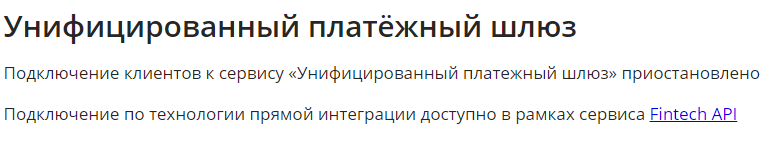 Унифицированный платёжный шлюз
Подключение клиентов к сервису «Унифицированный платежный шлюз» приостановлено
Подключение по технологии прямой интеграции доступно в рамках сервиса Fintech API